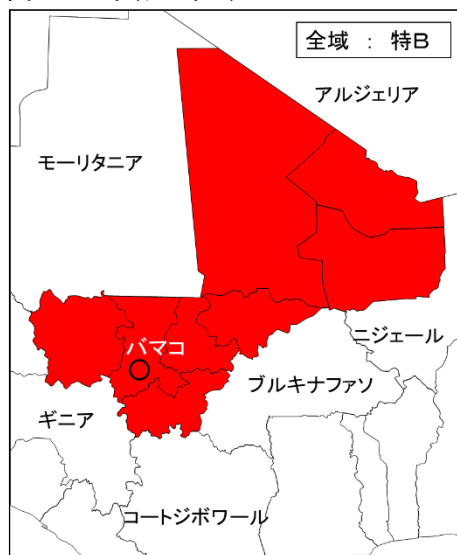 全域 ： 特B
アルジェリア
モーリタニア
ニジェール
バマコ
ブルキナファソ
ギニア
コートジボワール